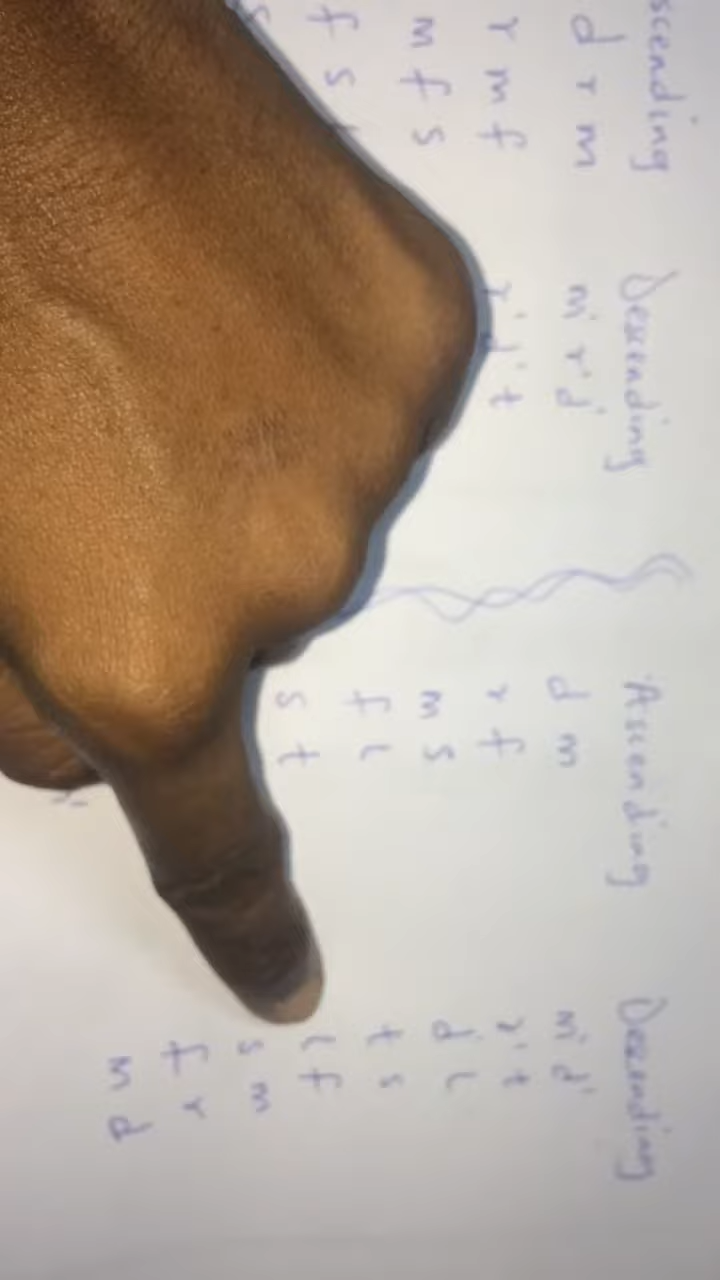 scending Descending Ascending Descending
d r m m' r' d' d m m' d'
r m f r' d' t r f r' t
m f s m s d' l
f s f l t s
s t l f
s m
f r
m d